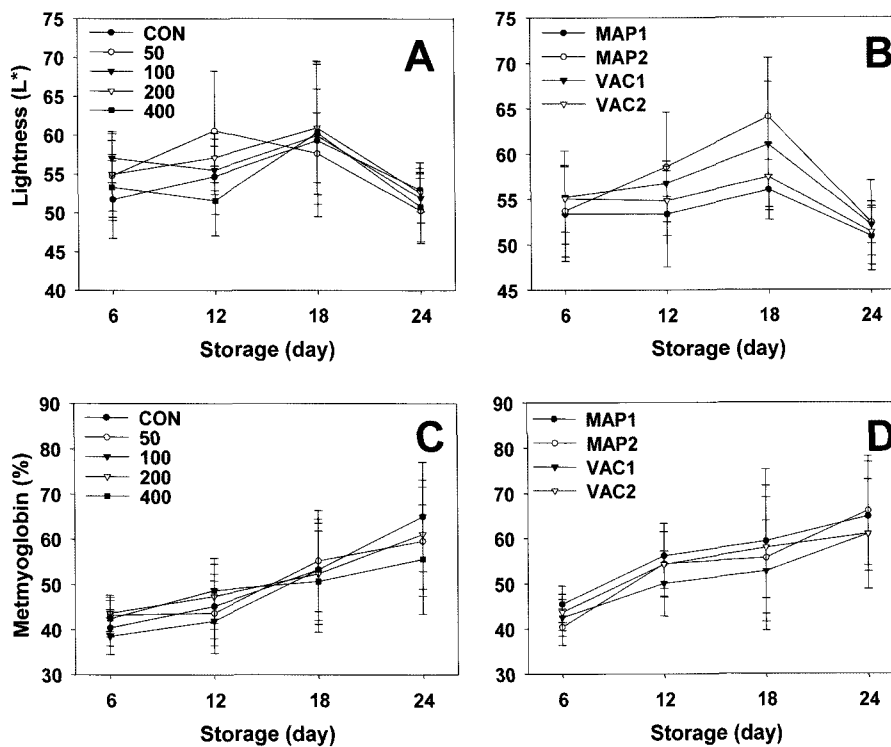 A
CON
50
100
200
400
75
70
65
60
55
50
45
40
Lightness (L*)
6 12 18 24
Storage (day)
B
MAP1
MAP2
VAC1
VAC2
75
70
65
60
55
50
45
6 12 18 24
Storage (day)
C
CON
50
100
200
400
90
80
70
60
50
40
30
Metmyoglobin (%)
6 12 18 24
Storage (day)
D
MAP1
MAP2
VAC1
VAC2
90
80
70
60
50
40
30
6 12 18 24
Storage (day)